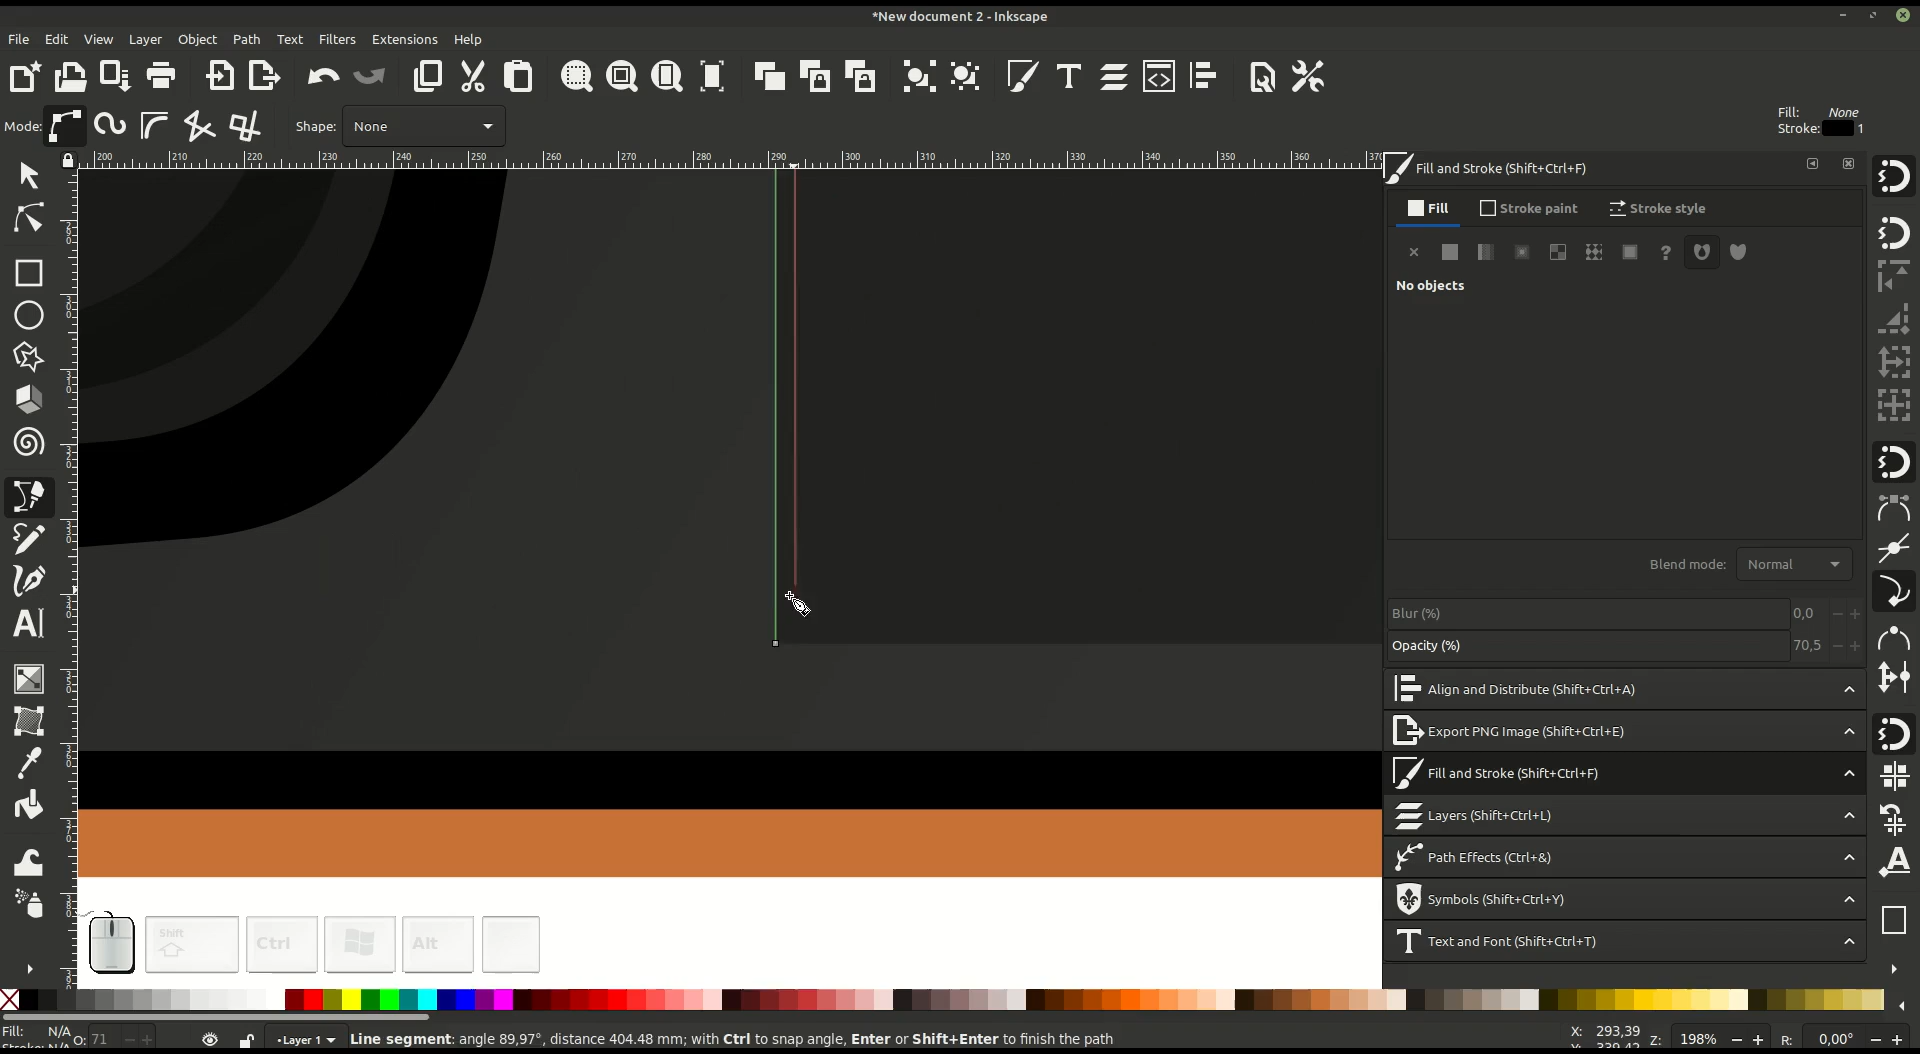 *New document 2 - Inkscape
File Edit View Layer Object Path Text Filters Extensions Help
Mode: Shape: None
Fill: None
Stroke: 1
200 210 220 230 240 250 260 270 280 290 300 310 320 330 340 350 360 370
Fill and Stroke (Shift+Ctrl+F)
Fill Stroke paint Stroke style
?
No objects
Blend mode: Normal
Blur (%) 0,0
Opacity (%) 70,5
Align and Distribute (Shift+Ctrl+A)
Export PNG Image (Shift+Ctrl+E)
Fill and Stroke (Shift+Ctrl+F)
Layers (Shift+Ctrl+L)
Path Effects (Ctrl+&)
Symbols (Shift+Ctrl+Y)
Text and Font (Shift+Ctrl+T)
Shift Ctrl Alt
Fill: N/A O: 71 •Layer 1 Line segment: angle 89,97°, distance 404.48 mm; with Ctrl to snap angle, Enter or Shift+Enter to finish the path
X: 293,39 Z: 198% R: 0,00°